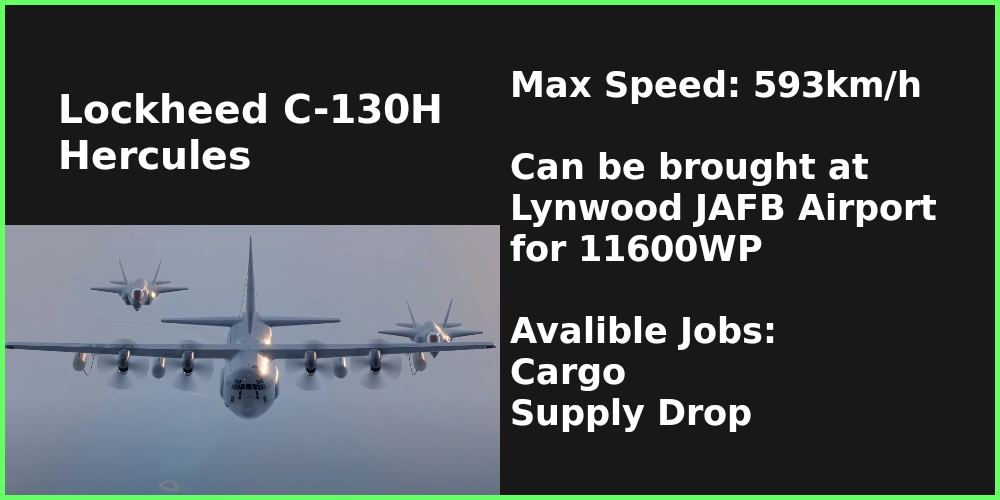 Lockheed C-130H
Hercules
Max Speed: 593km/h
Can be brought at
Lynwood JAFB Airport
for 11600WP
Avalible Jobs:
Cargo
Supply Drop